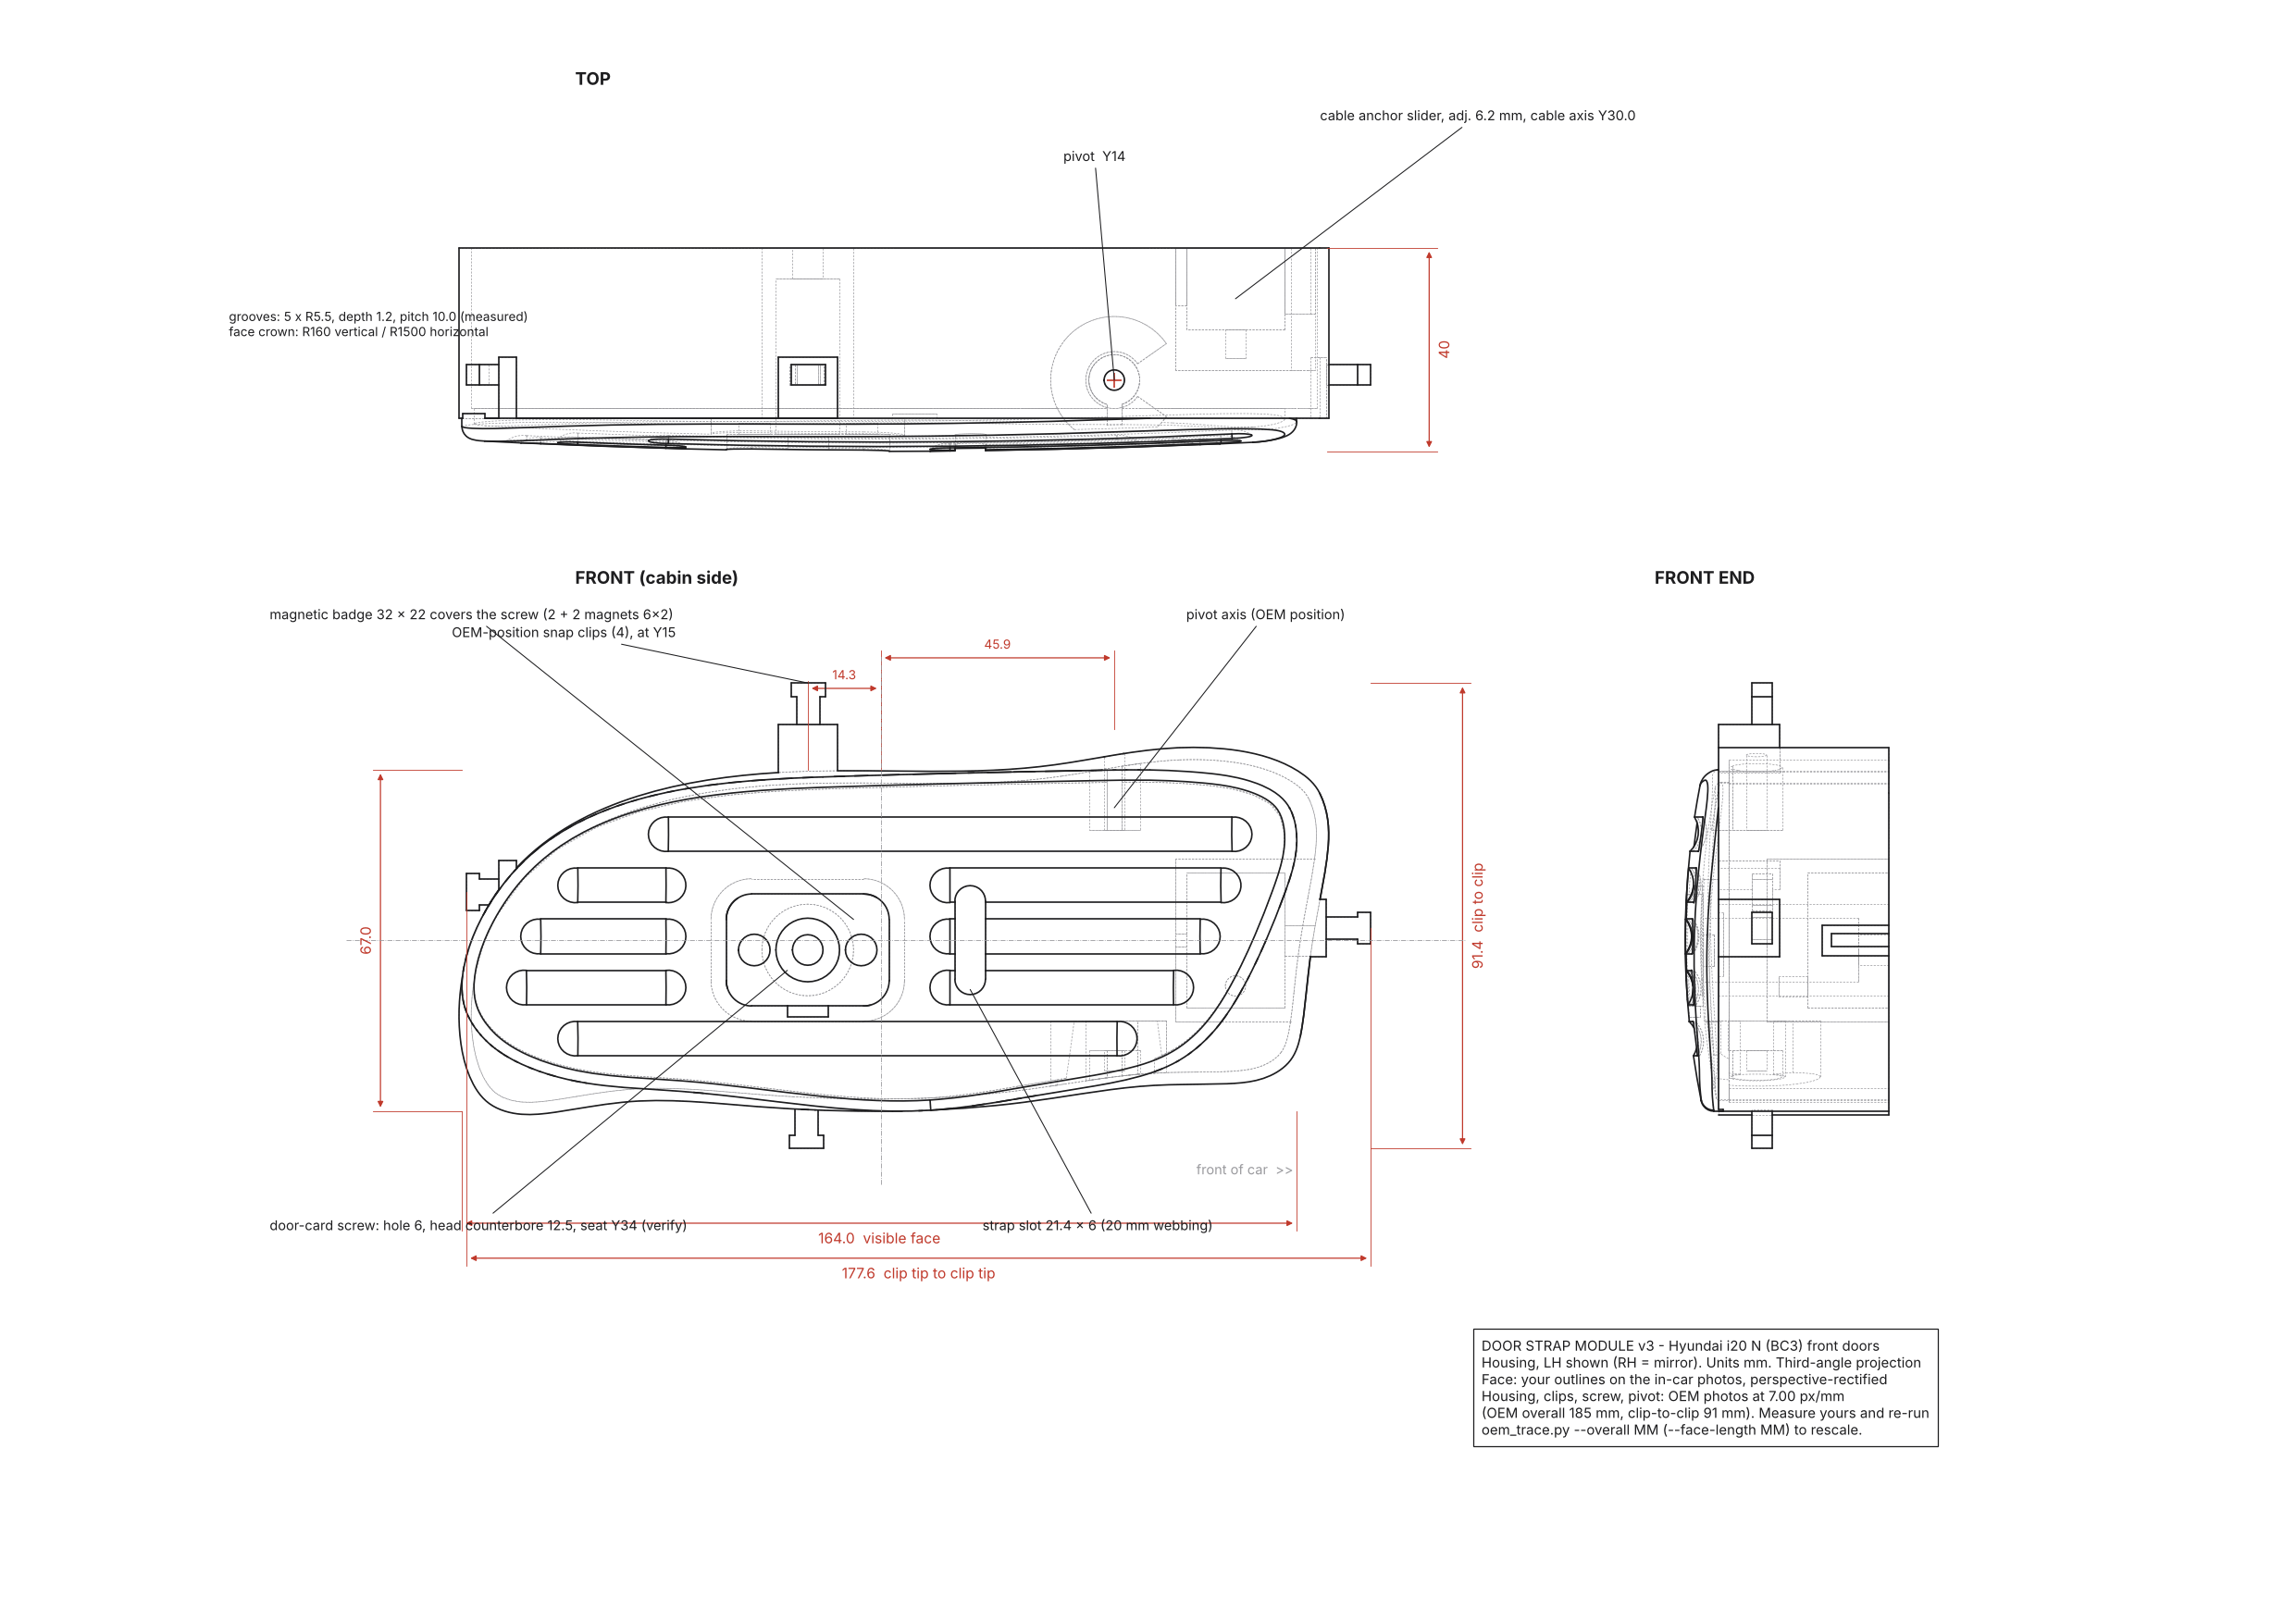 TOP
cable anchor slider, adj. 6.2 mm, cable axis Y30.0
pivot  Y14
grooves: 5 x R5.5, depth 1.2, pitch 10.0 (measured)
face crown: R160 vertical / R1500 horizontal
40
FRONT (cabin side)
FRONT END
magnetic badge 32 × 22 covers the screw (2 + 2 magnets 6×2)
OEM-position snap clips (4), at Y15
pivot axis (OEM position)
45.9
14.3
67.0
91.4  clip to clip
front of car  >>
door-card screw: hole 6, head counterbore 12.5, seat Y34 (verify)
strap slot 21.4 × 6 (20 mm webbing)
164.0  visible face
177.6  clip tip to clip tip
DOOR STRAP MODULE v3 - Hyundai i20 N (BC3) front doors
Housing, LH shown (RH = mirror). Units mm. Third-angle projection
Face: your outlines on the in-car photos, perspective-rectified
Housing, clips, screw, pivot: OEM photos at 7.00 px/mm
(OEM overall 185 mm, clip-to-clip 91 mm). Measure yours and re-run
oem_trace.py --overall MM (--face-length MM) to rescale.